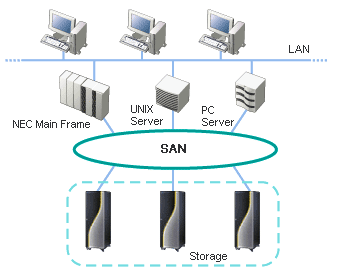 LAN
NEC Main Frame
UNIX
Server
PC
Server
SAN
Storage